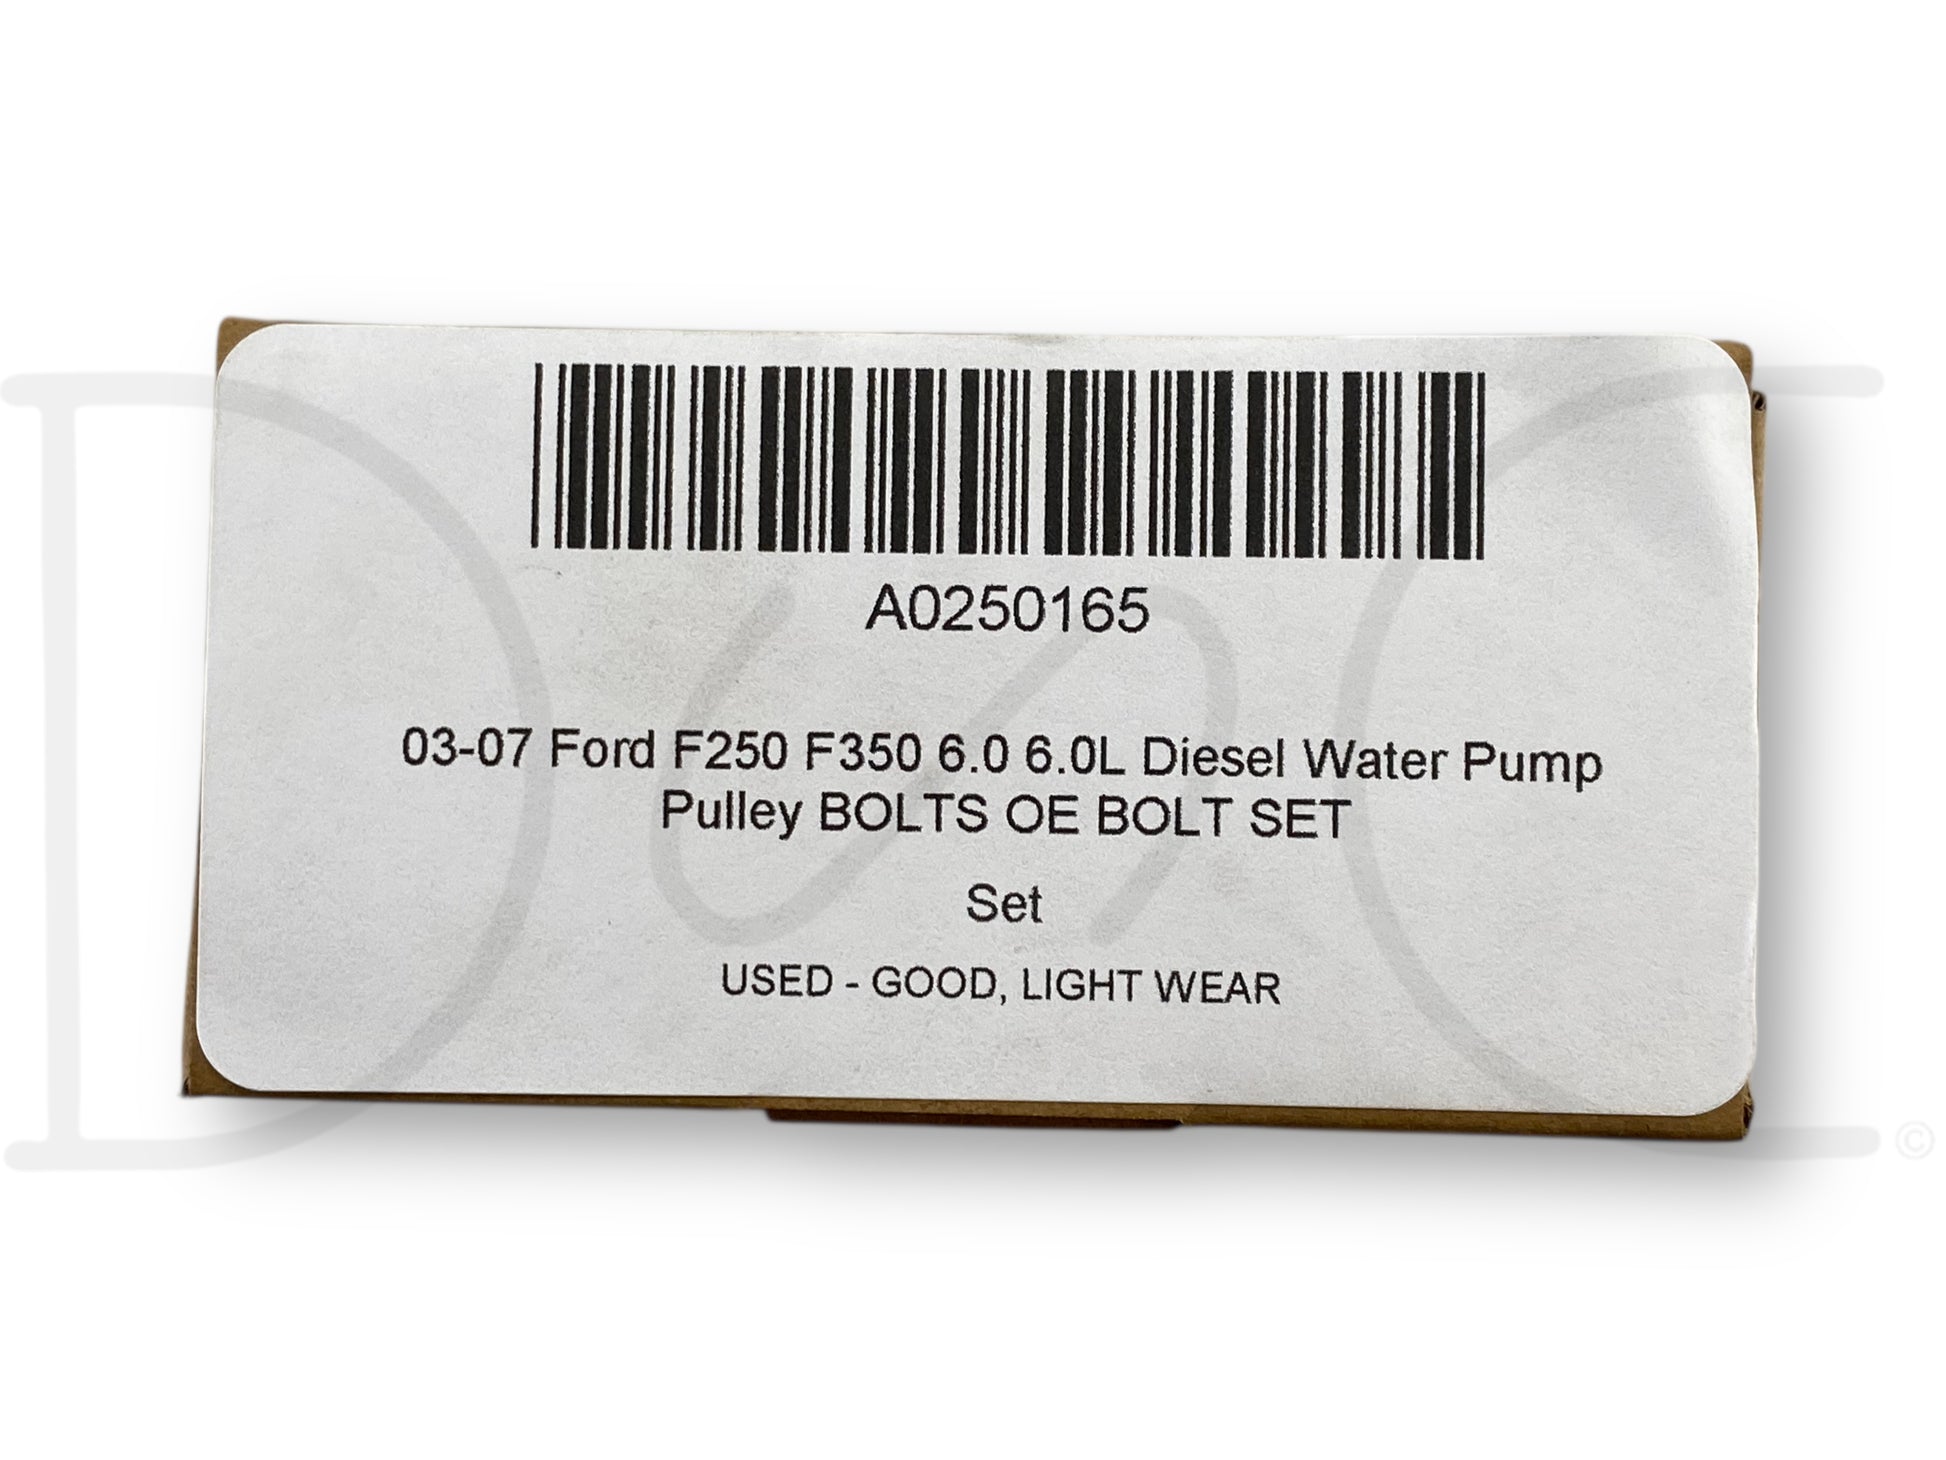 A0250165
03-07 Ford F250 F350 6.0 6.0L Diesel Water Pump
Pulley BOLTS OE BOLT SET
Set
USED - GOOD, LIGHT WEAR
©